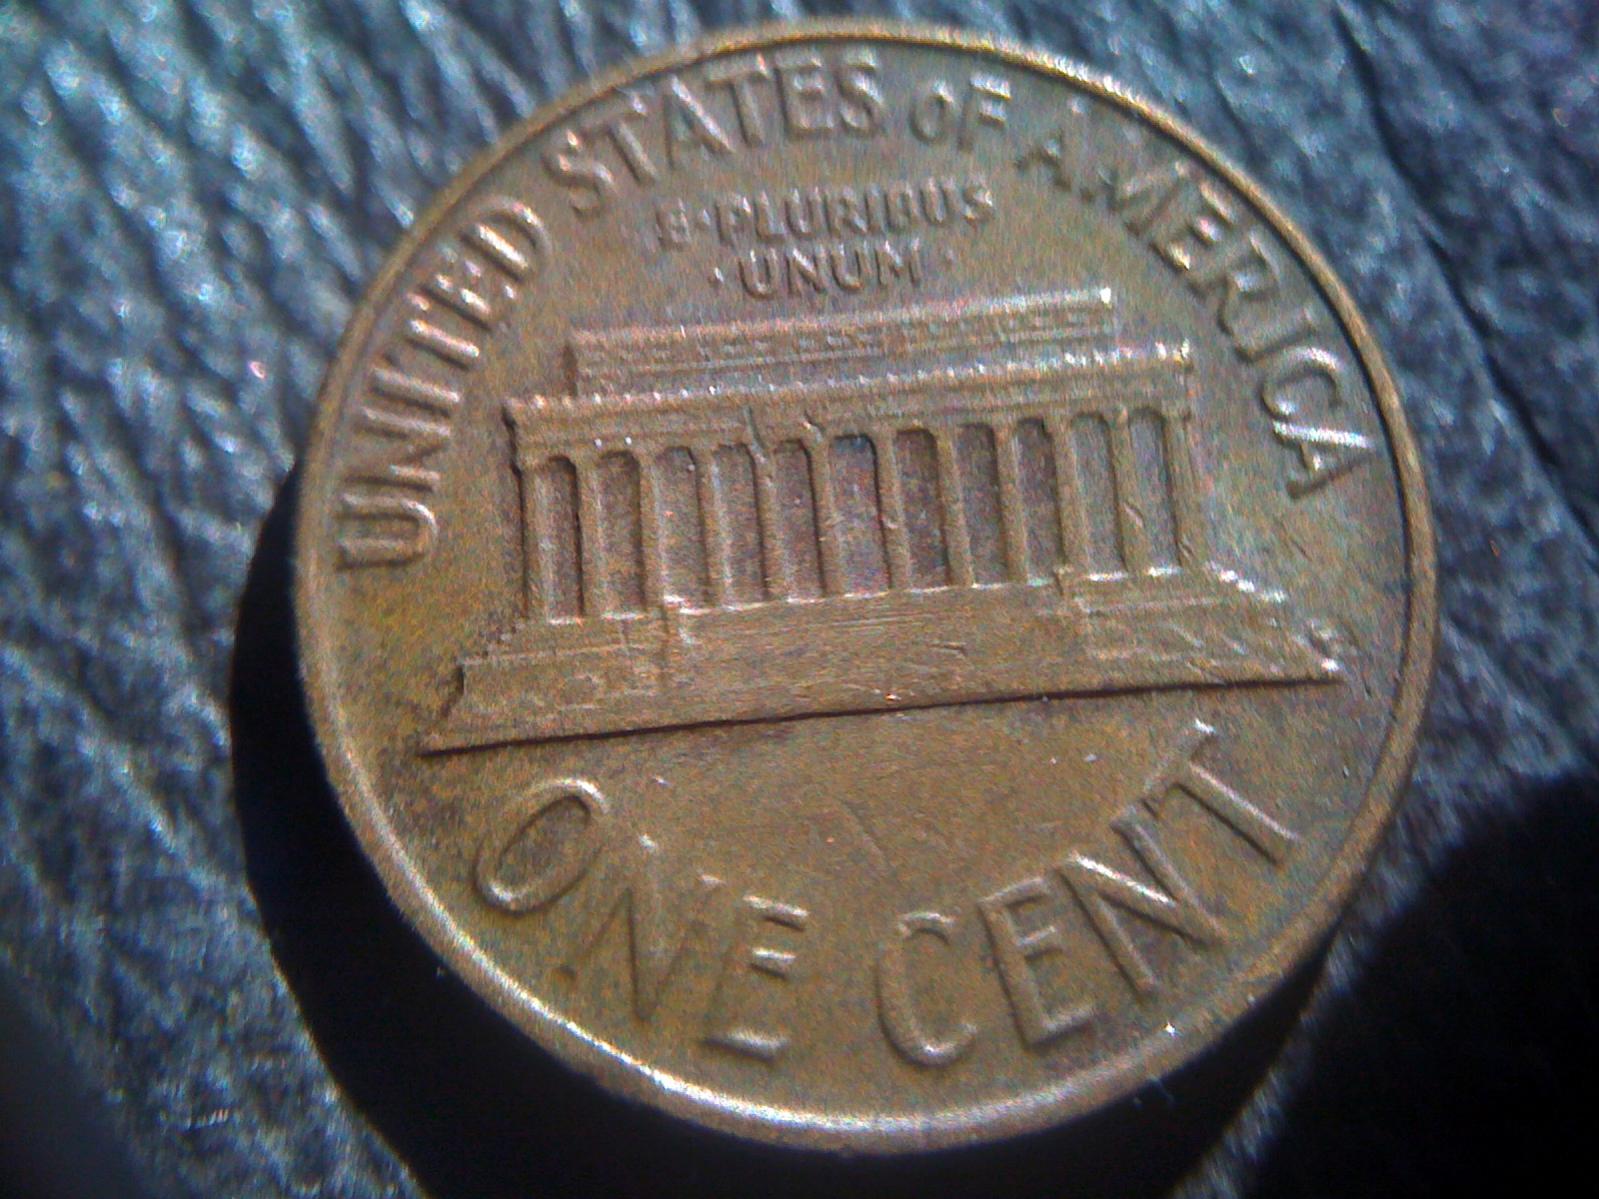 UNITED STATES OF AMERICA
E·PLURIBUS
·UNUM·
ONE CENT